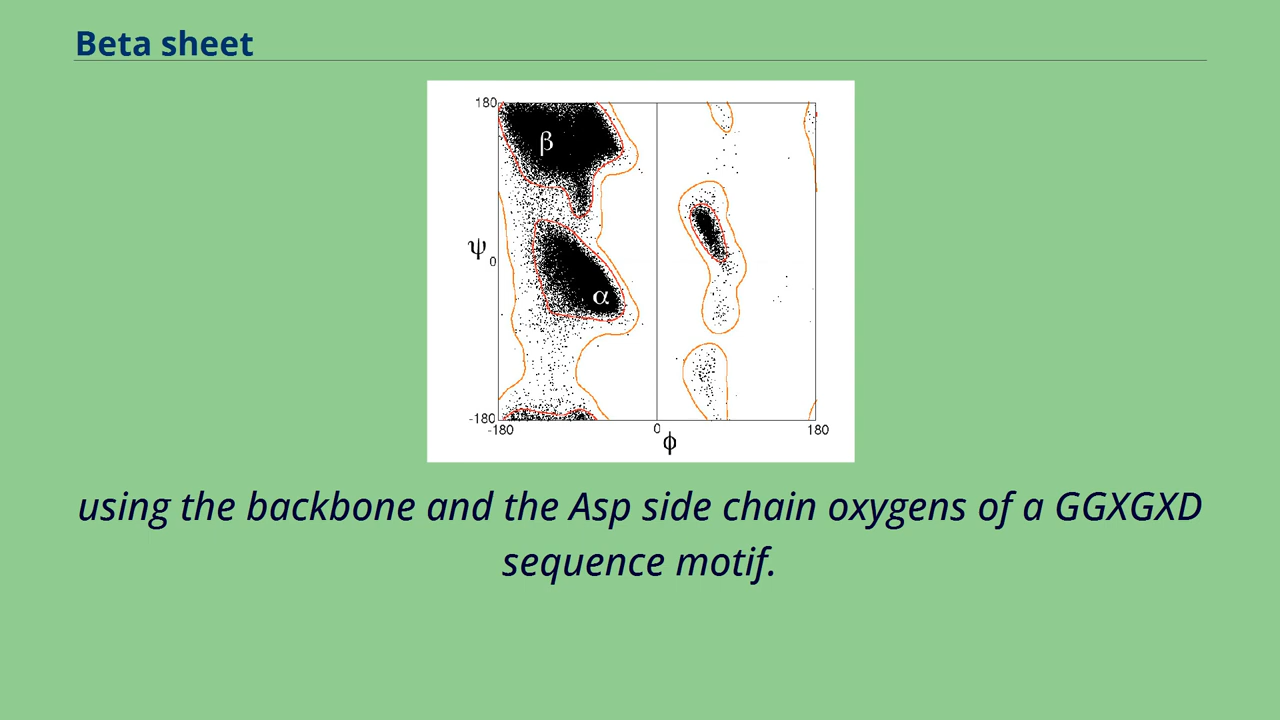 Beta sheet
180
β
ψ
0
α
-180
-180 0 180
ϕ
using the backbone and the Asp side chain oxygens of a GGXGXD
sequence motif.